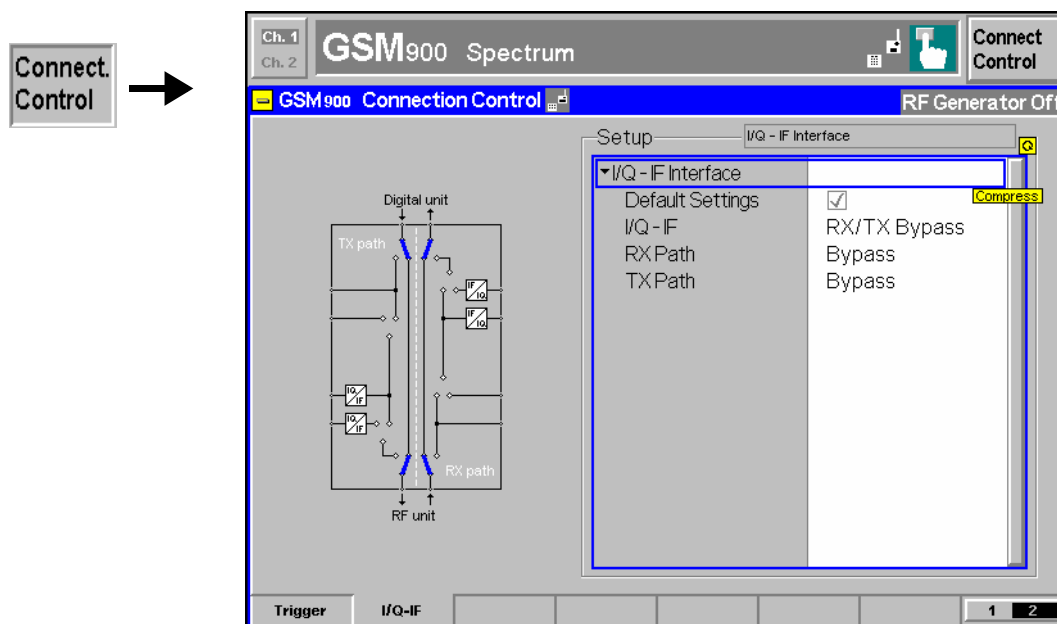 Connect.
Control
Ch. 1
Ch. 2
GSM900 Spectrum
Connect
Control
GSM 900 Connection Control
RF Generator Off
Setup
I/Q - IF Interface
Q
I/Q - IF Interface
Compress
Default Settings
I/Q - IF
RX/TX Bypass
RX Path
Bypass
TX Path
Bypass
Digital unit
TX path
IF
IQ
IF
IQ
IQ
IF
IQ
IF
RX path
RF unit
Trigger
I/Q-IF
1
2